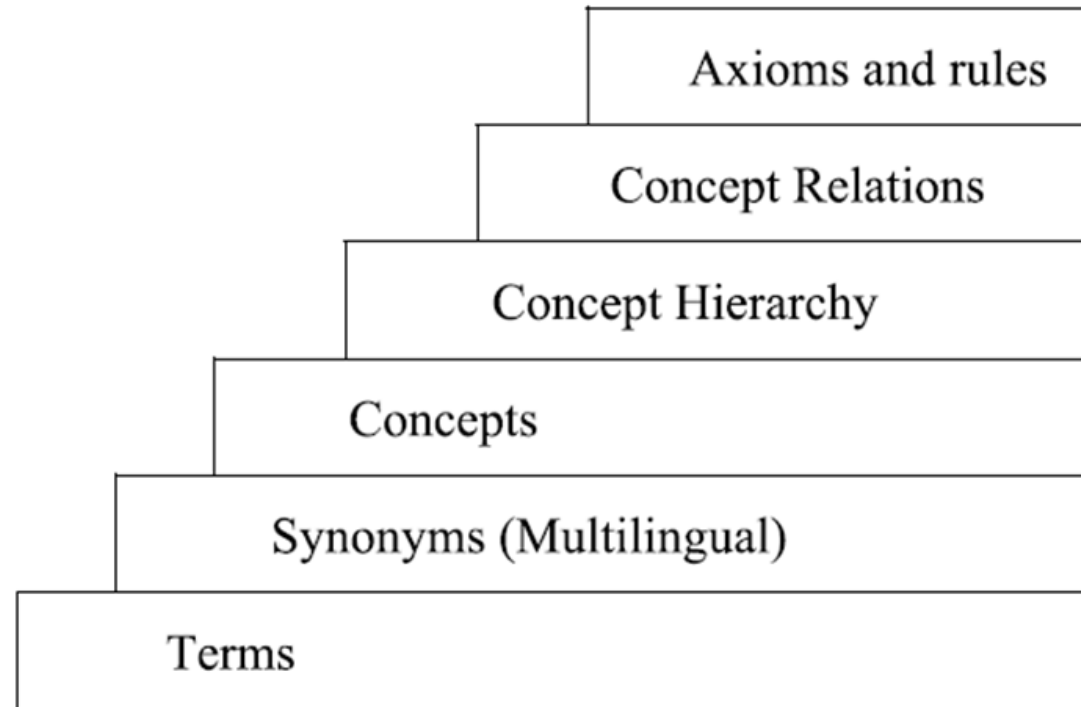 Axioms and rules
Concept Relations
Concept Hierarchy
Concepts
Synonyms (Multilingual)
Terms